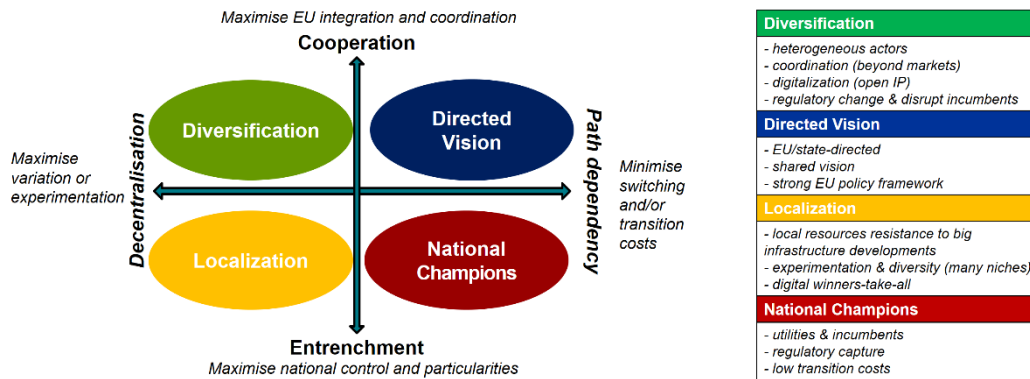 Maximise EU integration and coordination
Cooperation
Diversification
Directed
Vision
Decentralisation
Path dependency
Maximise
variation or
experimentation
Minimise
switching
and/or
transition
costs
Localization
National
Champions
Entrenchment
Maximise national control and particularities
Diversification
- heterogeneous actors
- coordination (beyond markets)
- digitalization (open IP)
- regulatory change & disrupt incumbents
Directed Vision
- EU/state-directed
- shared vision
- strong EU policy framework
Localization
- local resources resistance to big
infrastructure developments
- experimentation & diversity (many niches)
- digital winners-take-all
National Champions
- utilities & incumbents
- regulatory capture
- low transition costs